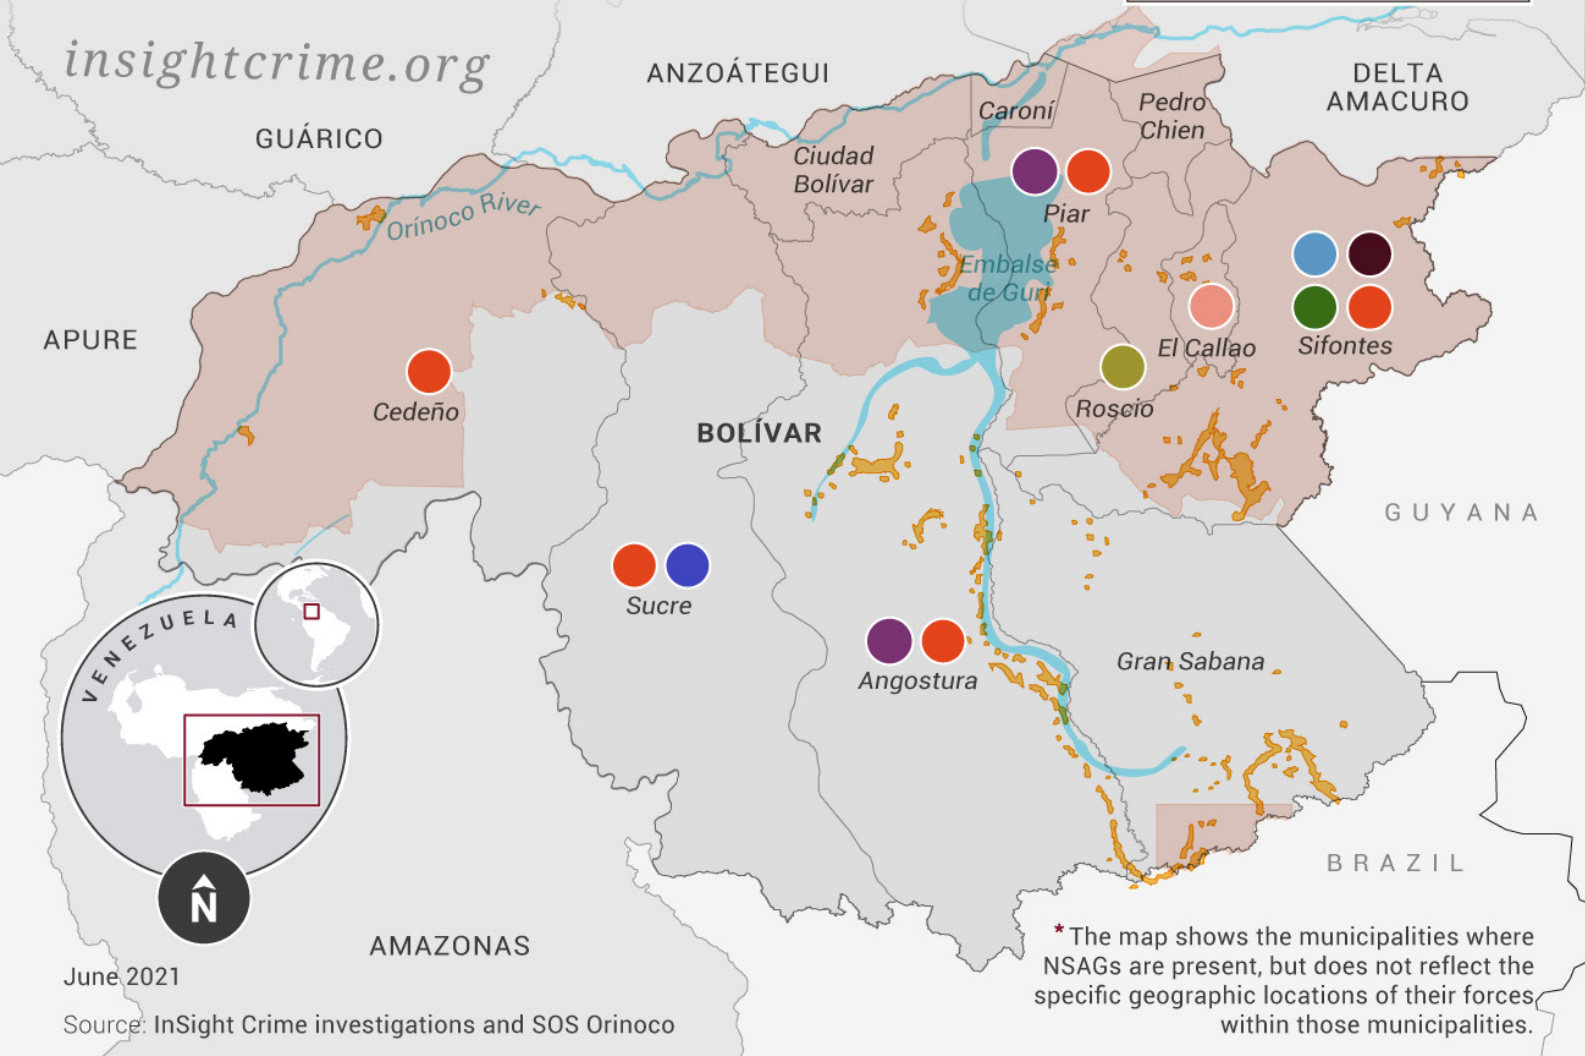 insightcrime.org
ANZOÁTEGUI
DELTA
AMACURO
GUÁRICO
Caroní
Pedro
Chien
Ciudad
Bolívar
Orinoco River
Piar
Embalse
de Guri
APURE
El Callao
Sifontes
Cedeño
Roscio
BOLÍVAR
GUYANA
Sucre
VENEZUELA
Angostura
Gran Sabana
BRAZIL
N
AMAZONAS
* The map shows the municipalities where
NSAGs are present, but does not reflect the
specific geographic locations of their forces
within those municipalities.
June 2021
Source: InSight Crime investigations and SOS Orinoco